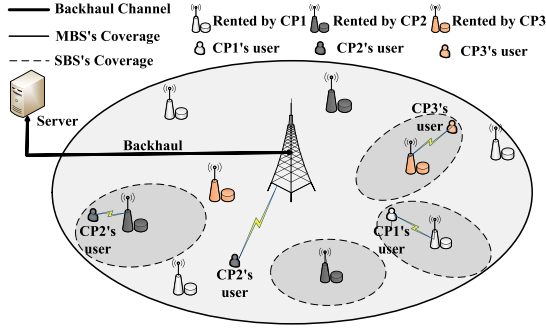 Backhaul Channel
MBS's Coverage
SBS's Coverage
Rented by CP1
Rented by CP2
Rented by CP3
CP1's user
CP2's user
CP3's user
Server
Backhaul
CP3's
user
CP2's
user
CP2's
user
CP1's
user